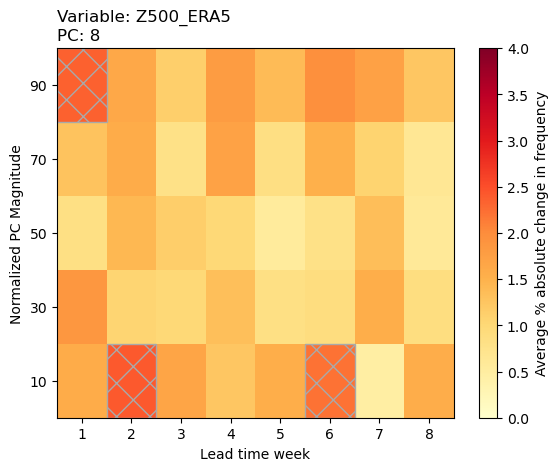 Variable: Z500_ERA5
PC: 8
90
70
50
30
10
Normalized PC Magnitude
1 2 3 4 5 6 7 8
Lead time week
4.0
3.5
3.0
2.5
2.0
1.5
1.0
0.5
0.0
Average % absolute change in frequency